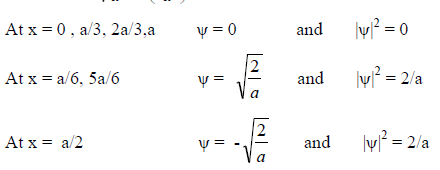 At x = 0 , a/3, 2a/3,a ψ = 0 and |ψ|² = 0
At x = a/6, 5a/6 ψ = √(2/a) and |ψ|² = 2/a
At x = a/2 ψ = -√(2/a) and |ψ|² = 2/a